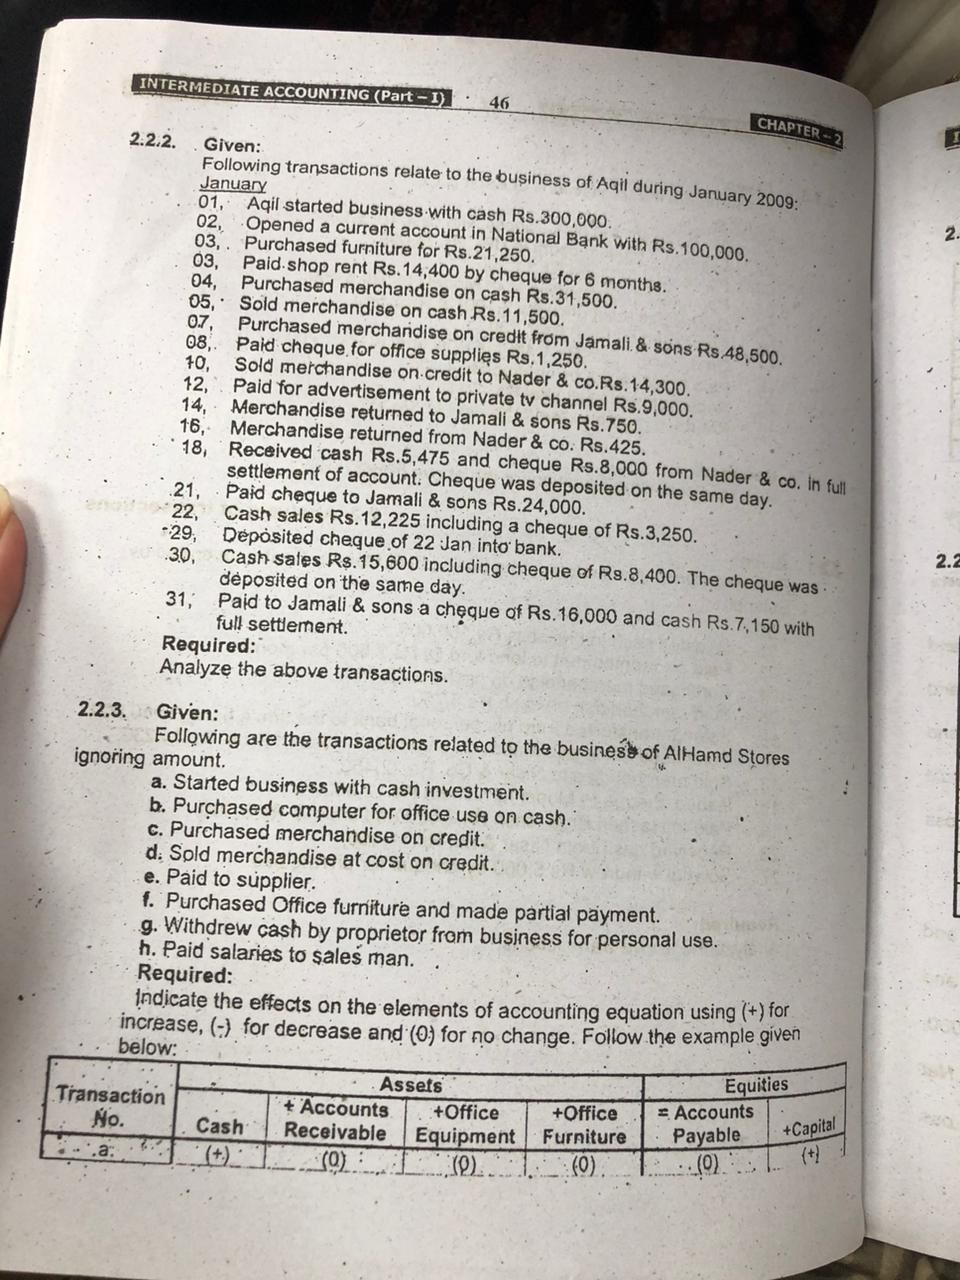 INTERMEDIATE ACCOUNTING (Part – I) 46 CHAPTER – 2
2.2.2. Given:
Following transactions relate to the business of Aqil during January 2009:
January
01, Aqil started business with cash Rs.300,000.
02, Opened a current account in National Bank with Rs.100,000.
03, Purchased furniture for Rs.21,250.
03, Paid shop rent Rs.14,400 by cheque for 6 months.
04, Purchased merchandise on cash Rs.31,500.
05, Sold merchandise on cash Rs.11,500.
07, Purchased merchandise on credit from Jamali & sons Rs.48,500.
08, Paid cheque for office supplies Rs.1,250.
10, Sold merchandise on credit to Nader & co.Rs.14,300.
12, Paid for advertisement to private tv channel Rs.9,000.
14, Merchandise returned to Jamali & sons Rs.750.
16, Merchandise returned from Nader & co. Rs.425.
18, Received cash Rs.5,475 and cheque Rs.8,000 from Nader & co. in full
settlement of account. Cheque was deposited on the same day.
21, Paid cheque to Jamali & sons Rs.24,000.
22, Cash sales Rs.12,225 including a cheque of Rs.3,250.
29, Deposited cheque of 22 Jan into bank.
30, Cash sales Rs.15,600 including cheque of Rs.8,400. The cheque was
deposited on the same day.
31, Paid to Jamali & sons a cheque of Rs.16,000 and cash Rs.7,150 with
full settlement.
Required:
Analyze the above transactions.
2.2.3. Given:
Following are the transactions related to the business of AlHamd Stores
ignoring amount.
a. Started business with cash investment.
b. Purchased computer for office use on cash.
c. Purchased merchandise on credit.
d. Sold merchandise at cost on credit.
e. Paid to supplier.
f. Purchased Office furniture and made partial payment.
g. Withdrew cash by proprietor from business for personal use.
h. Paid salaries to sales man.
Required:
Indicate the effects on the elements of accounting equation using (+) for
increase, (-) for decrease and (0) for no change. Follow the example given
below:
Transaction No. Assets Equities
Cash + Accounts Receivable +Office Equipment +Office Furniture = Accounts Payable +Capital
a. (+) (0) (0) (0) (0) (+)
2.
2.2